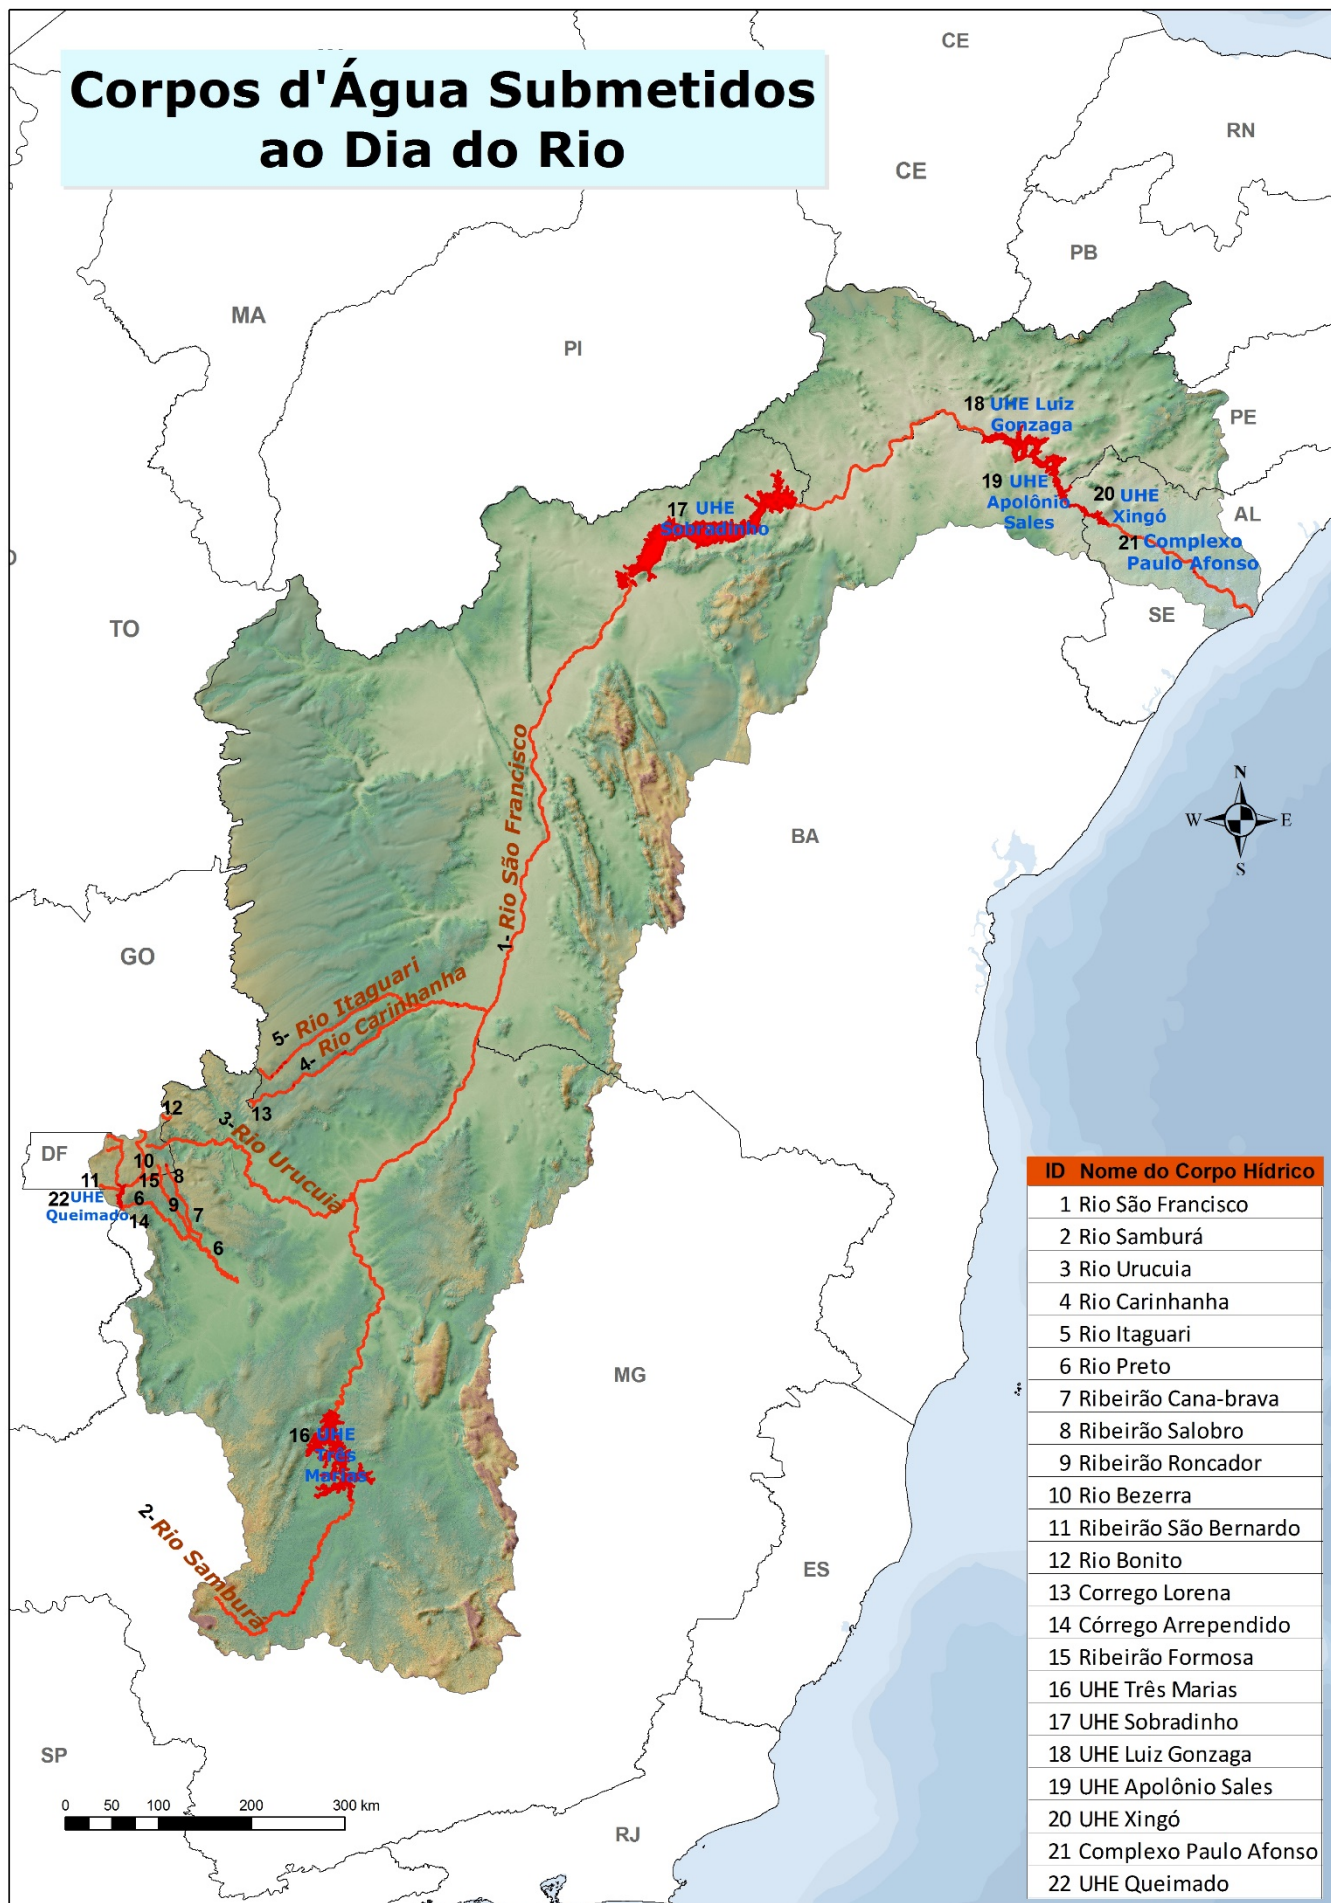 Corpos d'Água Submetidos
ao Dia do Rio
CE
RN
CE
PB
MA
PI
18 UHE Luiz
Gonzaga
PE
17 UHE
Sobradinho
19 UHE
Apolônio
Sales
20 UHE
Xingó
AL
21 Complexo
Paulo Afonso
SE
TO
1- Rio São Francisco
N
W
E
S
BA
GO
5- Rio Itaguari
4- Rio Carinhanha
12
13
3- Rio Urucuia
DF
10
11
15
8
22 UHE
Queimado
6
9
14
7
6
MG
16 UHE
Três
Marias
2- Rio Samburá
ES
SP
RJ
0 50 100 200 300 km
ID Nome do Corpo Hídrico
1 Rio São Francisco
2 Rio Samburá
3 Rio Urucuia
4 Rio Carinhanha
5 Rio Itaguari
6 Rio Preto
7 Ribeirão Cana-brava
8 Ribeirão Salobro
9 Ribeirão Roncador
10 Rio Bezerra
11 Ribeirão São Bernardo
12 Rio Bonito
13 Corrego Lorena
14 Córrego Arrependido
15 Ribeirão Formosa
16 UHE Três Marias
17 UHE Sobradinho
18 UHE Luiz Gonzaga
19 UHE Apolônio Sales
20 UHE Xingó
21 Complexo Paulo Afonso
22 UHE Queimado